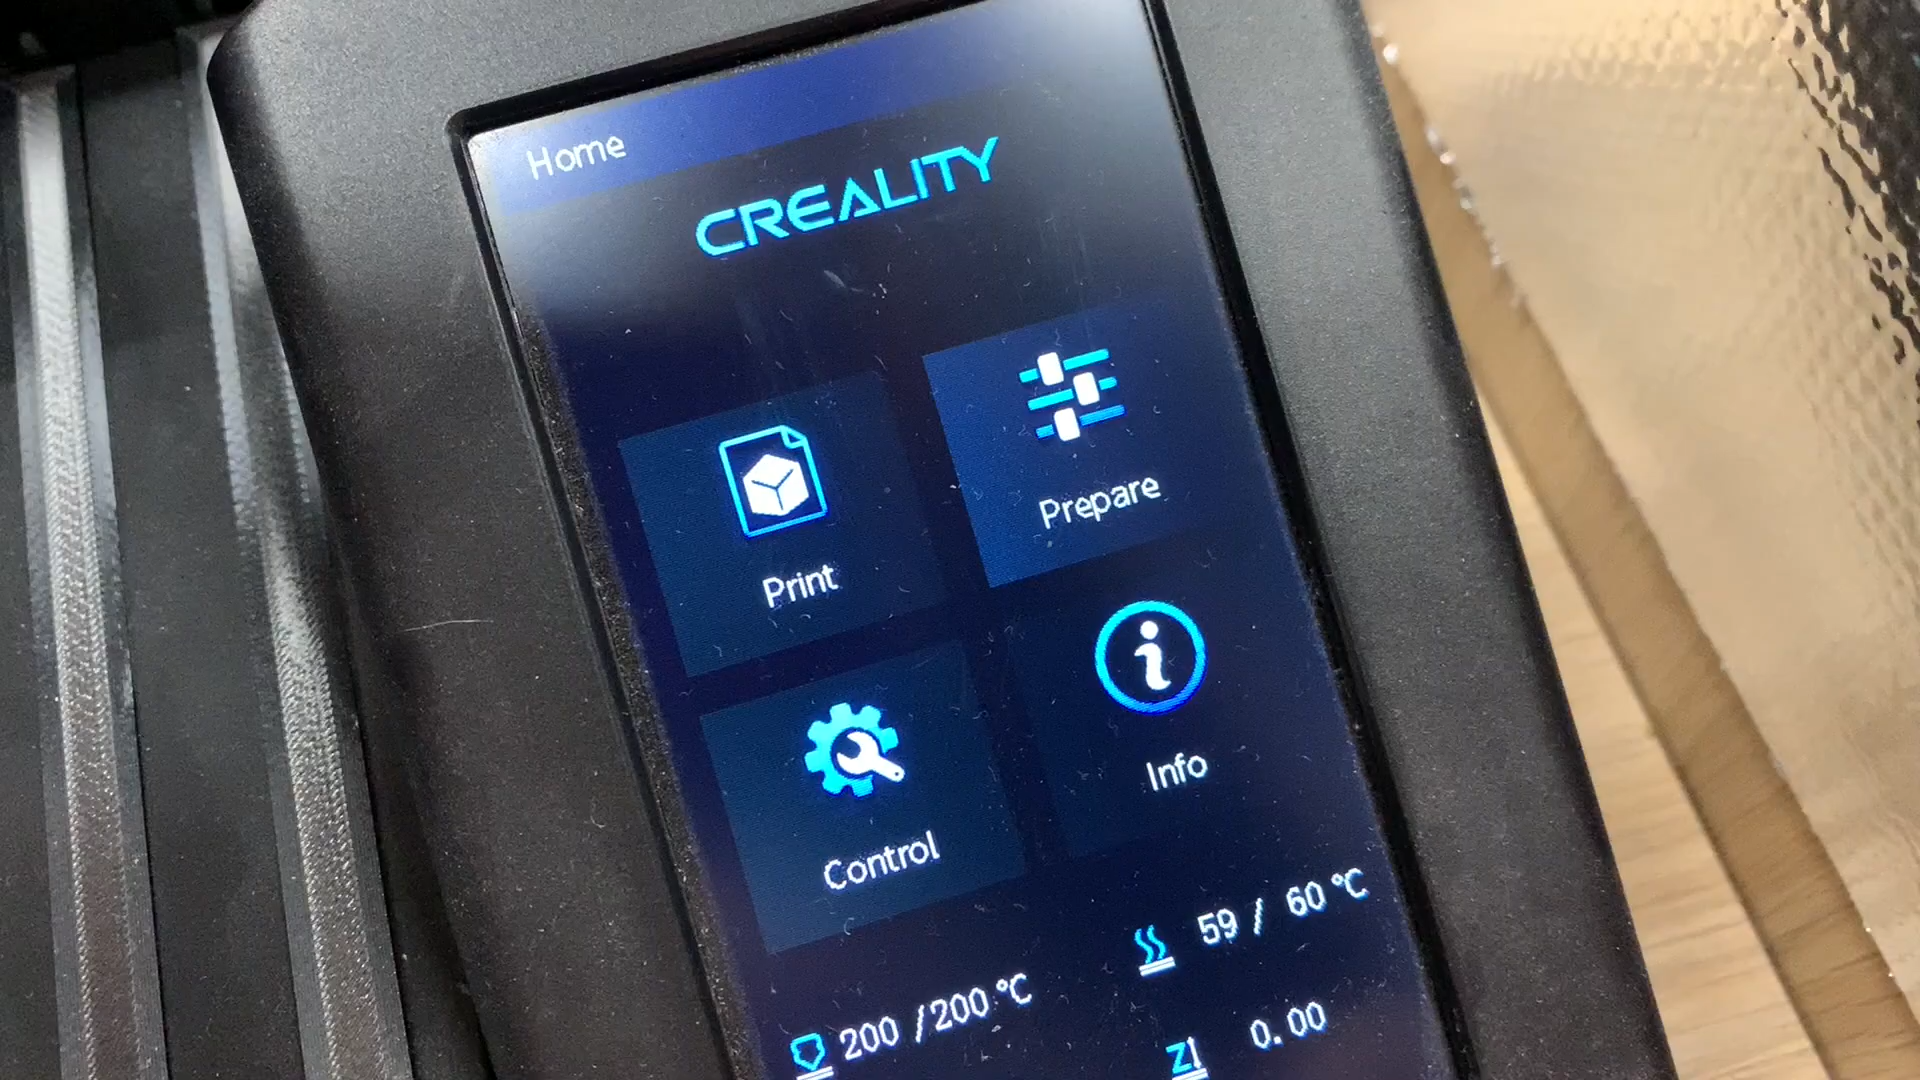 Home
CREALITY
Print
Prepare
Control
Info
200 /200 °C
59 / 60 °C
0.00